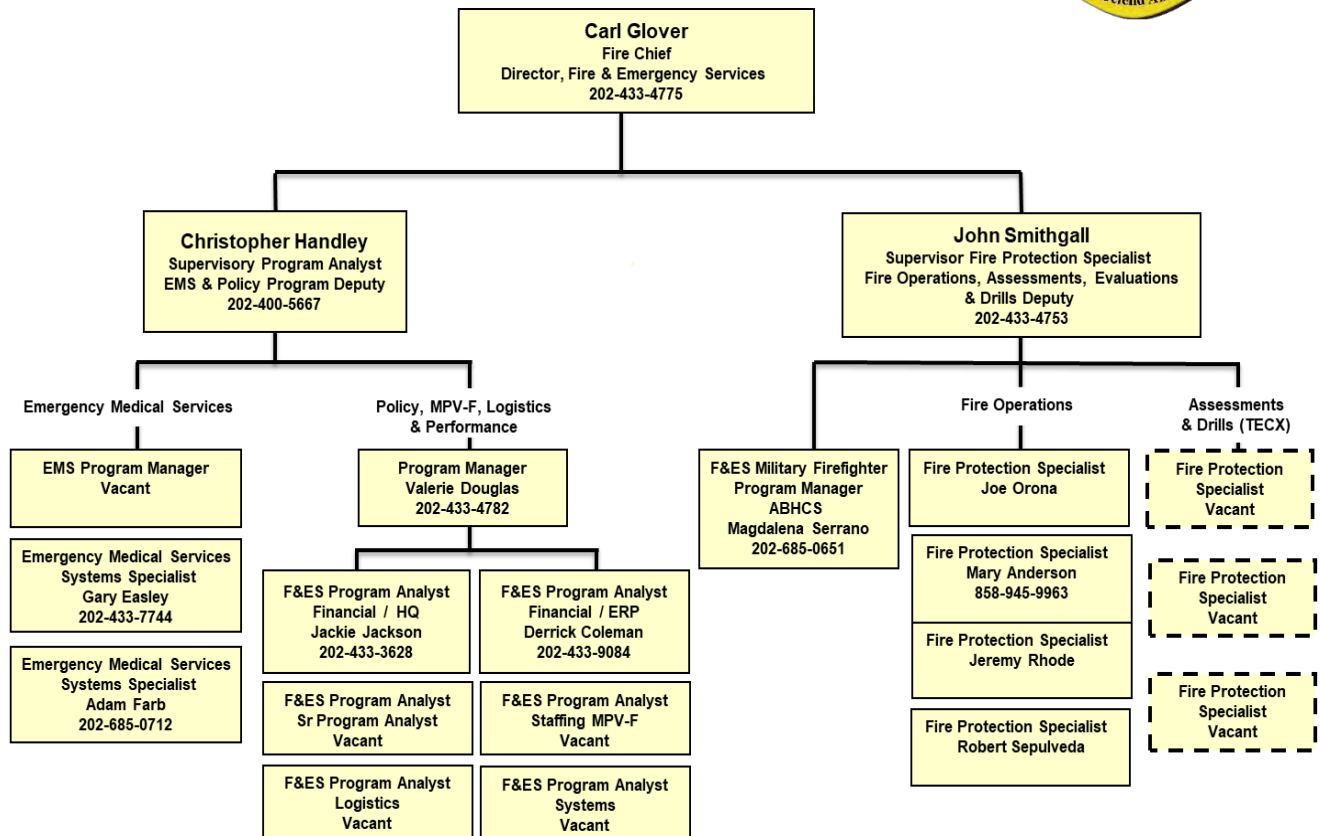 Carl Glover
Fire Chief
Director, Fire & Emergency Services
202-433-4775
Christopher Handley
Supervisory Program Analyst
EMS & Policy Program Deputy
202-400-5667
John Smithgall
Supervisor Fire Protection Specialist
Fire Operations, Assessments, Evaluations
& Drills Deputy
202-433-4753
Emergency Medical Services
EMS Program Manager
Vacant
Emergency Medical Services
Systems Specialist
Gary Easley
202-433-7744
Emergency Medical Services
Systems Specialist
Adam Farb
202-685-0712
Policy, MPV-F, Logistics
& Performance
Program Manager
Valerie Douglas
202-433-4782
F&ES Program Analyst
Financial / HQ
Jackie Jackson
202-433-3628
F&ES Program Analyst
Sr Program Analyst
Vacant
F&ES Program Analyst
Logistics
Vacant
F&ES Program Analyst
Financial / ERP
Derrick Coleman
202-433-9084
F&ES Program Analyst
Staffing MPV-F
Vacant
F&ES Program Analyst
Systems
Vacant
F&ES Military Firefighter
Program Manager
ABHCS
Magdalena Serrano
202-685-0651
Fire Operations
Fire Protection Specialist
Joe Orona
Fire Protection Specialist
Mary Anderson
858-945-9963
Fire Protection Specialist
Jeremy Rhode
Fire Protection Specialist
Robert Sepulveda
Assessments
& Drills (TECX)
Fire Protection
Specialist
Vacant
Fire Protection
Specialist
Vacant
Fire Protection
Specialist
Vacant